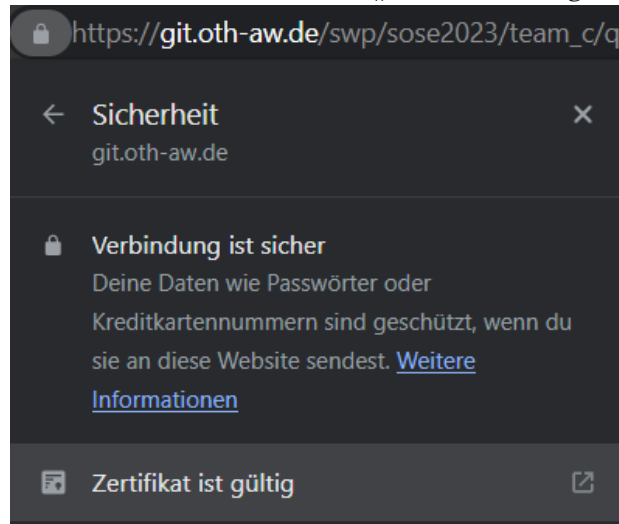 https://git.oth-aw.de/swp/sose2023/team_c/q
Sicherheit
git.oth-aw.de
Verbindung ist sicher
Deine Daten wie Passwörter oder
Kreditkartennummern sind geschützt, wenn du
sie an diese Website sendest. Weitere
Informationen
Zertifikat ist gültig